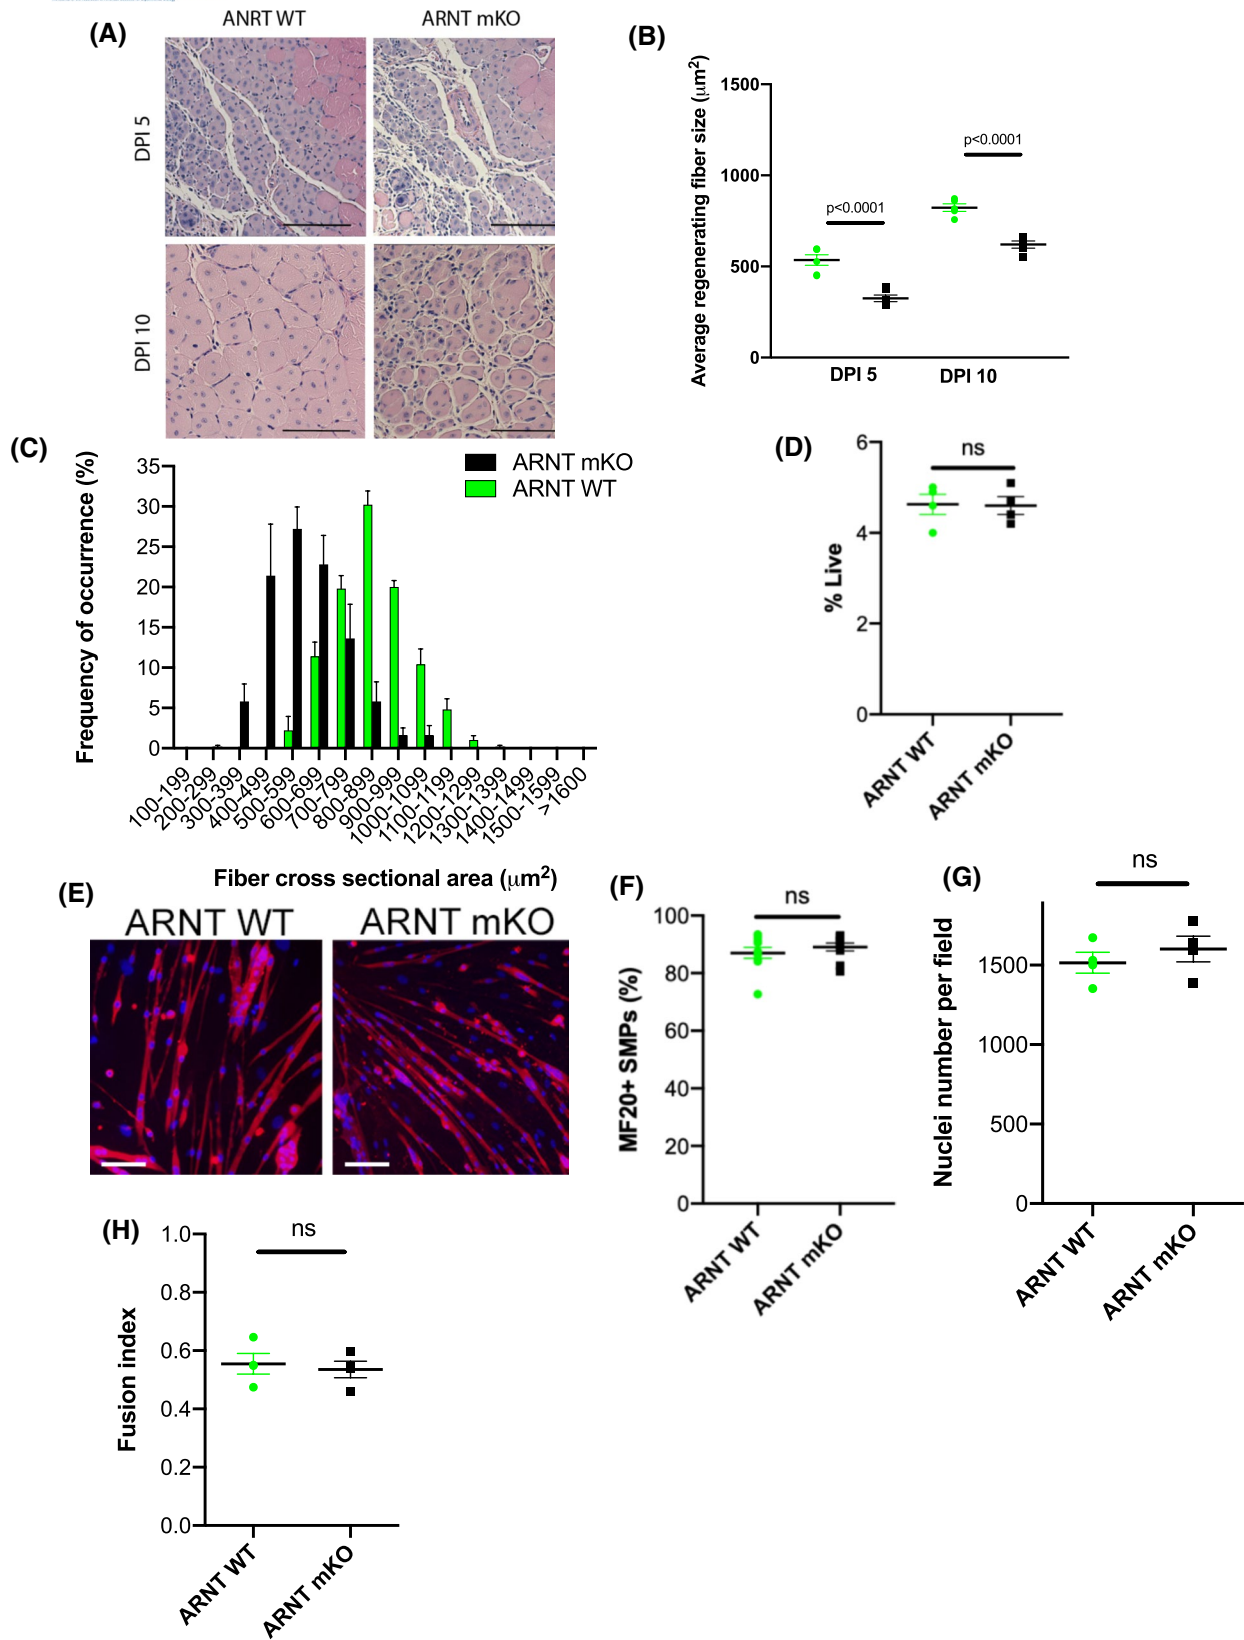 ANRT WT
ARNT mKO
(A)
DPI 5
DPI 10
(B)
Average regenerating fiber size (μm²)
1500
1000
500
0
p<0.0001
p<0.0001
DPI 5
DPI 10
(C)
Frequency of occurrence (%)
35
30
25
20
15
10
5
0
ARNT mKO
ARNT WT
100-199
200-299
300-399
400-499
500-599
600-699
700-799
800-899
900-999
1000-1099
1100-1199
1200-1299
1300-1399
1400-1499
1500-1599
>1600
Fiber cross sectional area (μm²)
(D)
% Live
6
4
2
0
ns
ARNT WT
ARNT mKO
(E)
ARNT WT
ARNT mKO
(F)
MF20+ SMPs (%)
100
80
60
40
20
0
ns
ARNT WT
ARNT mKO
(G)
Nuclei number per field
1500
1000
500
0
ns
ARNT WT
ARNT mKO
(H)
Fusion index
1.0
0.8
0.6
0.4
0.2
0.0
ns
ARNT WT
ARNT mKO